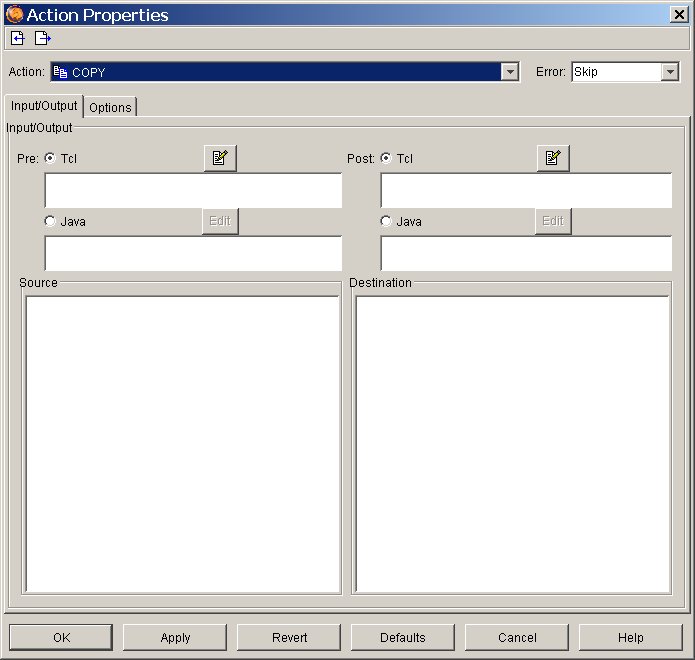 Action Properties
Action: COPY Error: Skip
Input/Output Options
Input/Output
Pre: Tcl Post: Tcl
Java Edit Java Edit
Source Destination
OK Apply Revert Defaults Cancel Help